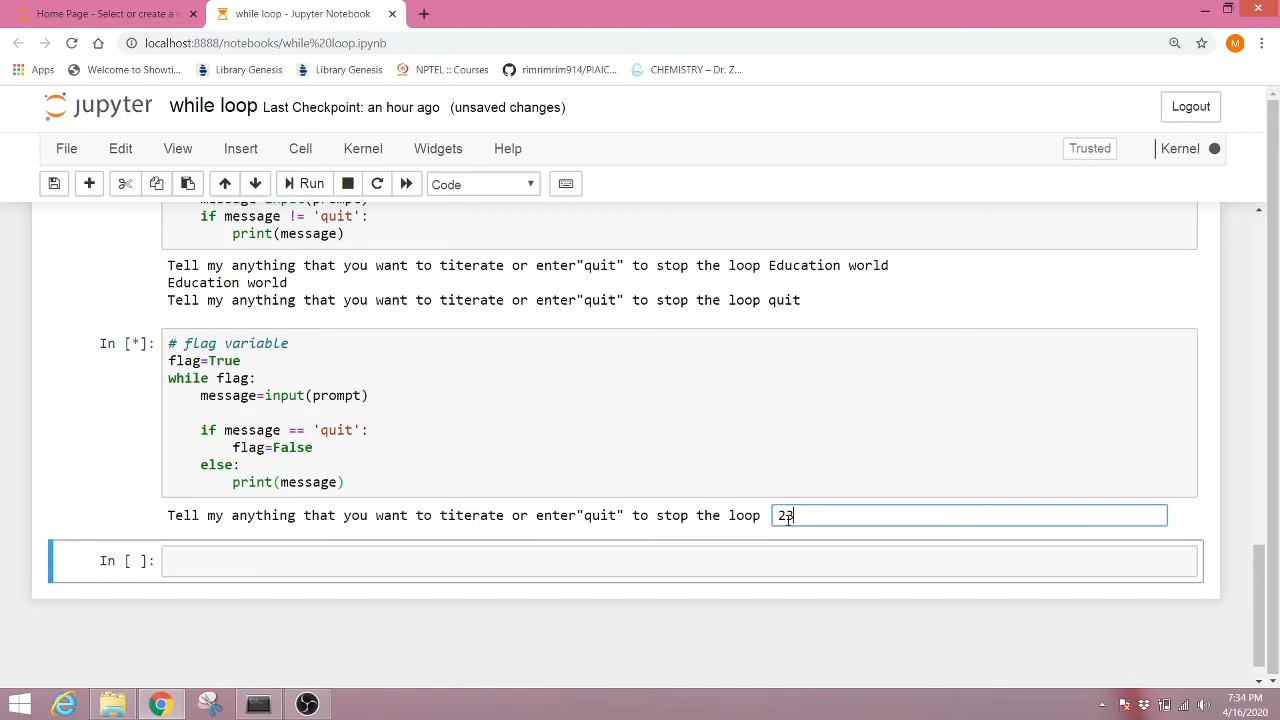 Home Page - Select or create a n
while loop - Jupyter Notebook
localhost:8888/notebooks/while%20loop.ipynb
M
Apps
Welcome to Showti...
Library Genesis
Library Genesis
NPTEL :: Courses
rimrimrim914/PIAIC...
CHEMISTRY – Dr. Z...
jupyter while loop Last Checkpoint: an hour ago (unsaved changes)
Logout
File Edit View Insert Cell Kernel Widgets Help
Trusted
Kernel
Run
Code
message=input(prompt)
if message != 'quit':
print(message)
Tell my anything that you want to titerate or enter"quit" to stop the loop Education world
Education world
Tell my anything that you want to titerate or enter"quit" to stop the loop quit
In [*]:
# flag variable
flag=True
while flag:
message=input(prompt)
if message == 'quit':
flag=False
else:
print(message)
Tell my anything that you want to titerate or enter"quit" to stop the loop 23
In [ ]:
7:34 PM
4/16/2020